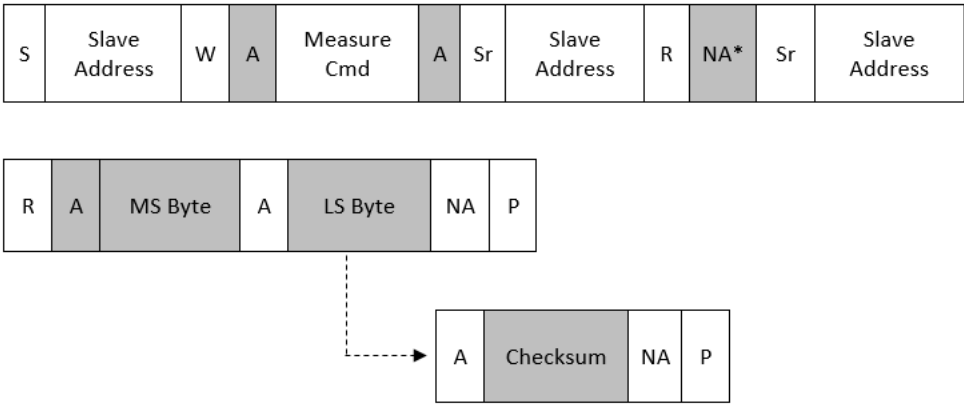 S Slave Address W A Measure Cmd A Sr Slave Address R NA* Sr Slave Address
R A MS Byte A LS Byte NA P
A Checksum NA P